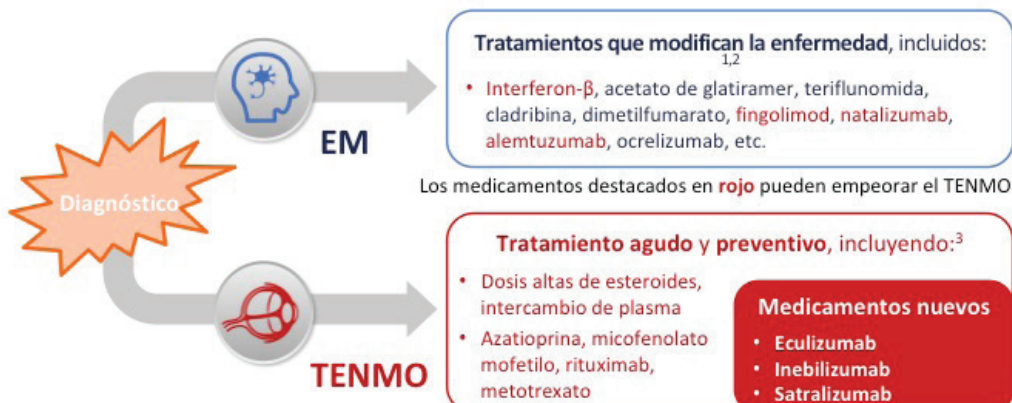 Diagnóstico
EM
Tratamientos que modifican la enfermedad, incluidos:
1,2
• Interferon-β, acetato de glatiramer, teriflunomida,
cladribina, dimetilfumarato, fingolimod, natalizumab,
alemtuzumab, ocrelizumab, etc.
Los medicamentos destacados en rojo pueden empeorar el TENMO
TENMO
Tratamiento agudo y preventivo, incluyendo:³
• Dosis altas de esteroides,
intercambio de plasma
• Azatioprina, micofenolato
mofetilo, rituximab,
metotrexato
Medicamentos nuevos
• Eculizumab
• Inebilizumab
• Satralizumab